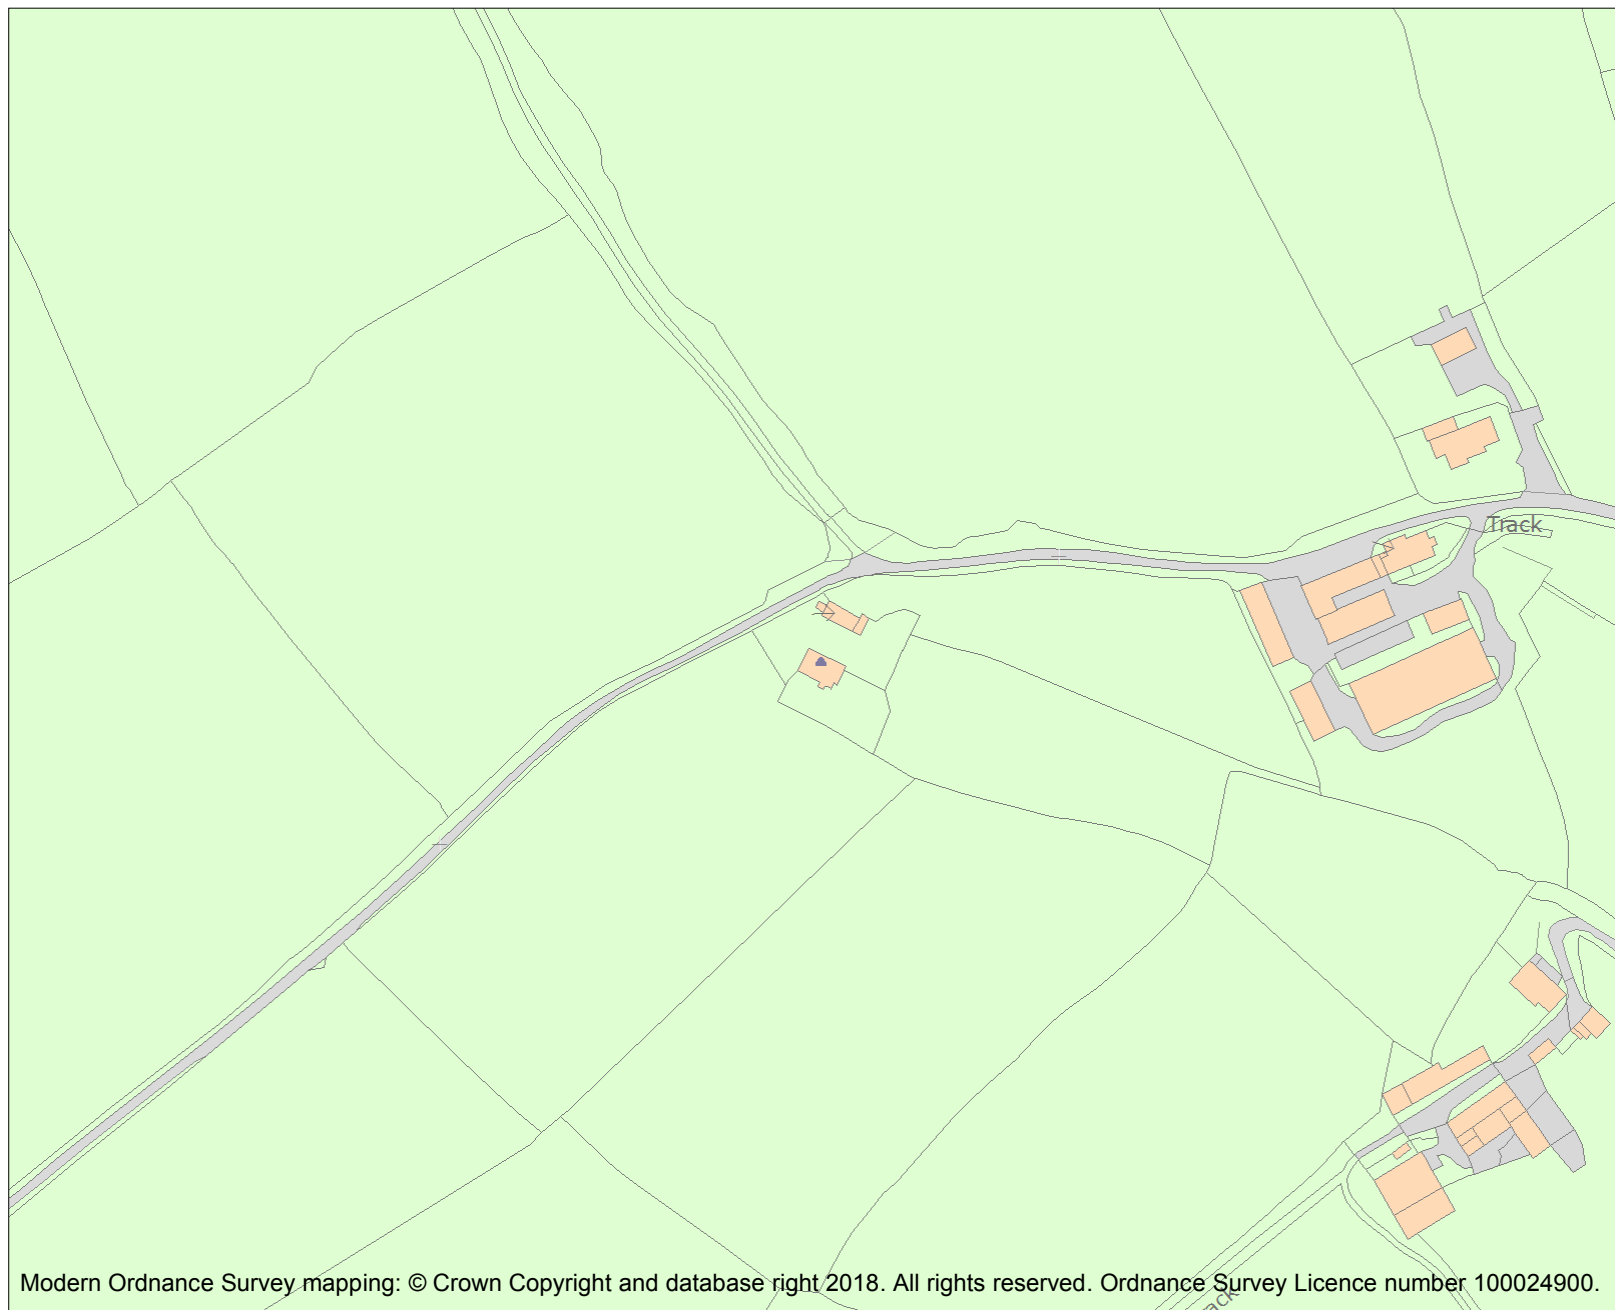 Track
Modern Ordnance Survey mapping: © Crown Copyright and database right 2018. All rights reserved. Ordnance Survey Licence number 100024900.